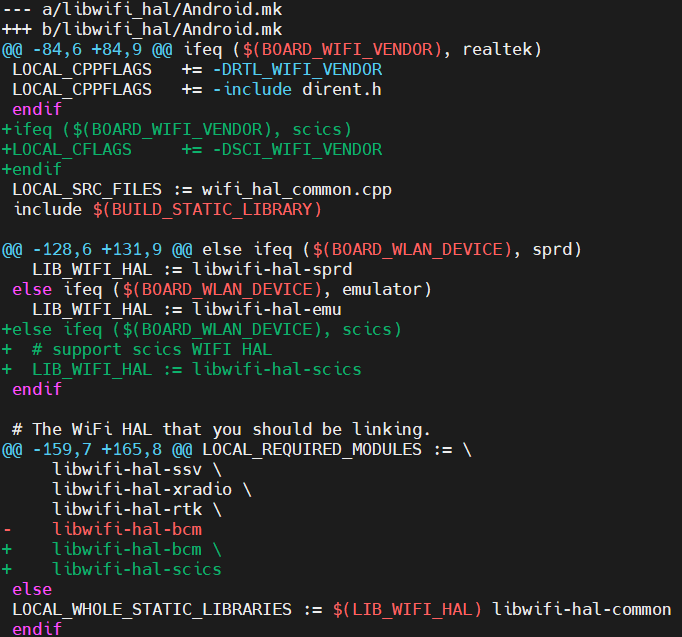 --- a/libwifi_hal/Android.mk
+++ b/libwifi_hal/Android.mk
@@ -84,6 +84,9 @@ ifeq ($(BOARD_WIFI_VENDOR), realtek)
 LOCAL_CPPFLAGS   += -DRTL_WIFI_VENDOR
 LOCAL_CPPFLAGS   += -include dirent.h
 endif
+ifeq ($(BOARD_WIFI_VENDOR), scics)
+LOCAL_CFLAGS     += -DSCI_WIFI_VENDOR
+endif
 LOCAL_SRC_FILES := wifi_hal_common.cpp
 include $(BUILD_STATIC_LIBRARY)

@@ -128,6 +131,9 @@ else ifeq ($(BOARD_WLAN_DEVICE), sprd)
   LIB_WIFI_HAL := libwifi-hal-sprd
 else ifeq ($(BOARD_WLAN_DEVICE), emulator)
   LIB_WIFI_HAL := libwifi-hal-emu
+else ifeq ($(BOARD_WLAN_DEVICE), scics)
+  # support scics WIFI HAL
+  LIB_WIFI_HAL := libwifi-hal-scics
 endif

 # The WiFi HAL that you should be linking.
@@ -159,7 +165,8 @@ LOCAL_REQUIRED_MODULES := \
     libwifi-hal-ssv \
     libwifi-hal-xradio \
     libwifi-hal-rtk \
-    libwifi-hal-bcm
+    libwifi-hal-bcm \
+    libwifi-hal-scics
 else
 LOCAL_WHOLE_STATIC_LIBRARIES := $(LIB_WIFI_HAL) libwifi-hal-common
 endif